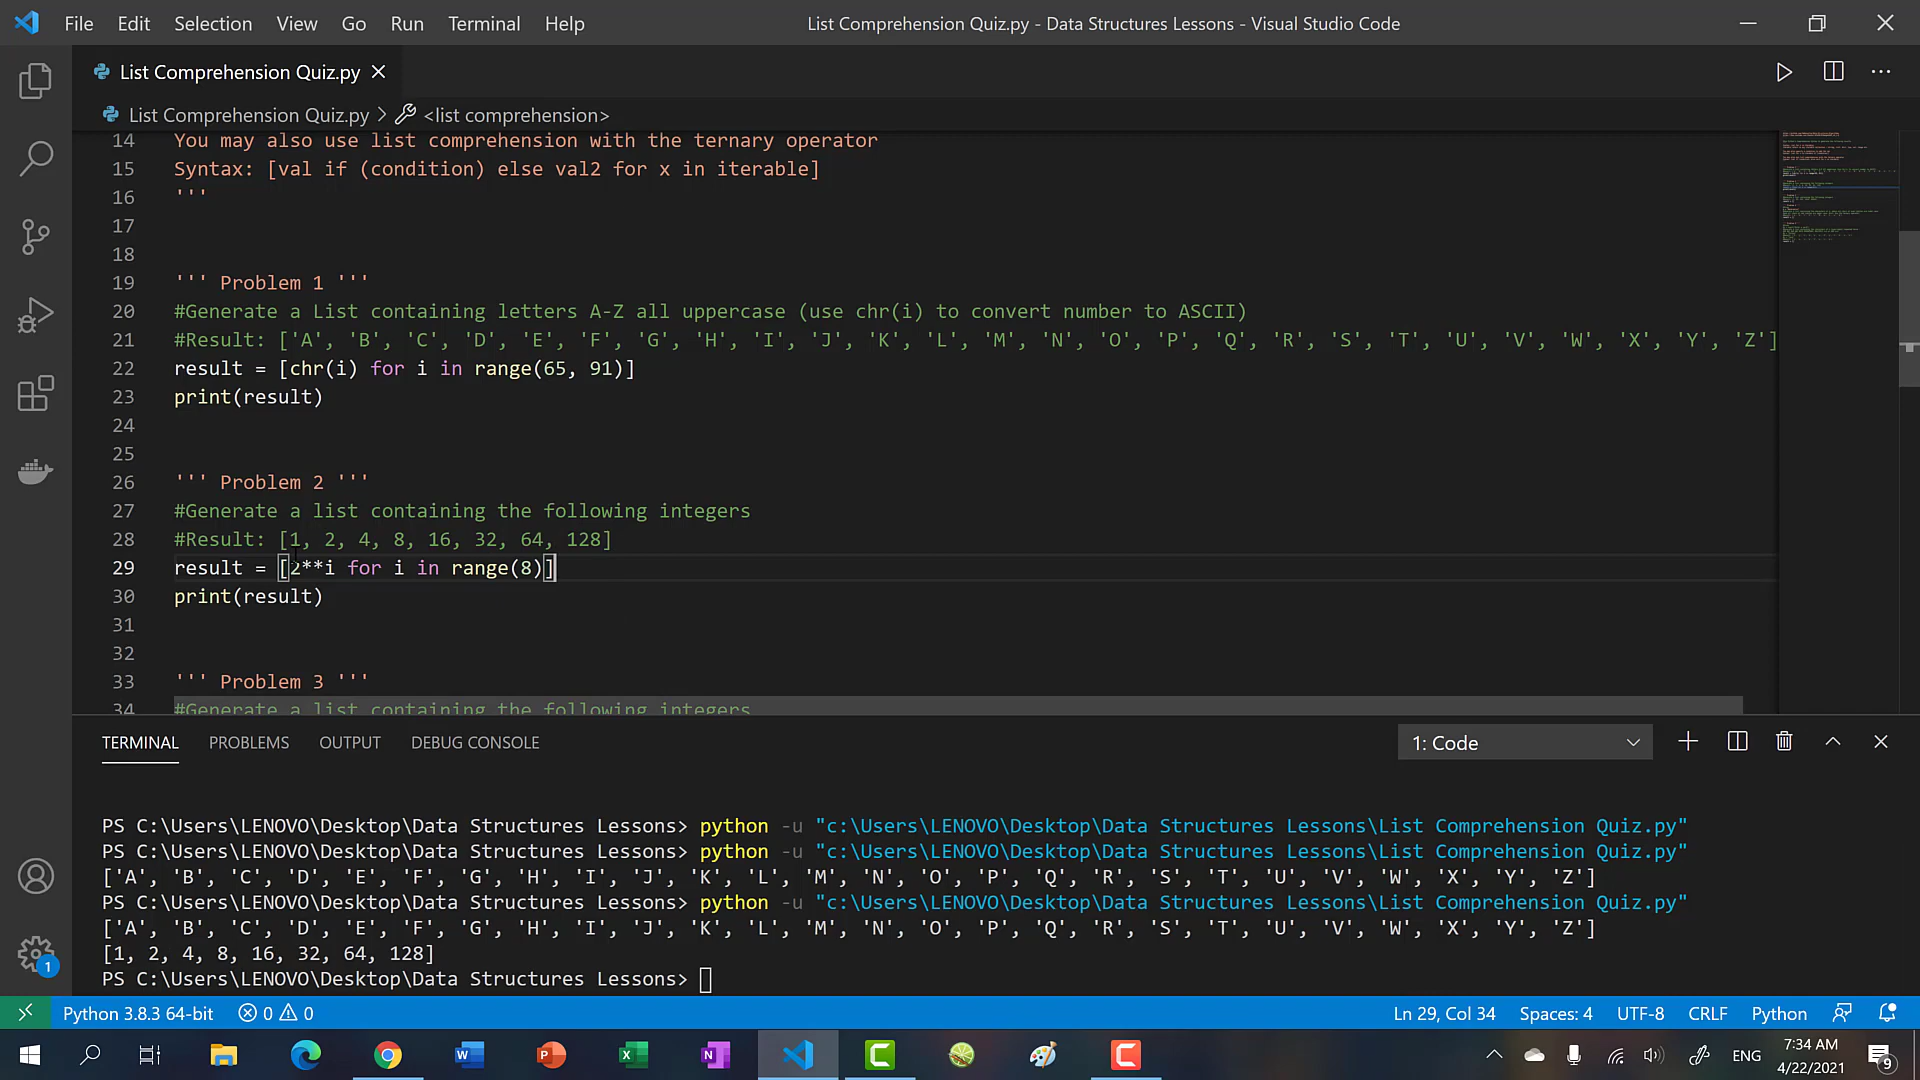 File Edit Selection View Go Run Terminal Help List Comprehension Quiz.py - Data Structures Lessons - Visual Studio Code
List Comprehension Quiz.py
List Comprehension Quiz.py > <list comprehension>
14 You may also use list comprehension with the ternary operator
15 Syntax: [val if (condition) else val2 for x in iterable]
16 '''
17
18
19 ''' Problem 1 '''
20 #Generate a List containing letters A-Z all uppercase (use chr(i) to convert number to ASCII)
21 #Result: ['A', 'B', 'C', 'D', 'E', 'F', 'G', 'H', 'I', 'J', 'K', 'L', 'M', 'N', 'O', 'P', 'Q', 'R', 'S', 'T', 'U', 'V', 'W', 'X', 'Y', 'Z']
22 result = [chr(i) for i in range(65, 91)]
23 print(result)
24
25
26 ''' Problem 2 '''
27 #Generate a list containing the following integers
28 #Result: [1, 2, 4, 8, 16, 32, 64, 128]
29 result = [2**i for i in range(8)]
30 print(result)
31
32
33 ''' Problem 3 '''
34 #Generate a list containing the following integers
TERMINAL PROBLEMS OUTPUT DEBUG CONSOLE 1: Code
PS C:\Users\LENOVO\Desktop\Data Structures Lessons> python -u "c:\Users\LENOVO\Desktop\Data Structures Lessons\List Comprehension Quiz.py"
PS C:\Users\LENOVO\Desktop\Data Structures Lessons> python -u "c:\Users\LENOVO\Desktop\Data Structures Lessons\List Comprehension Quiz.py"
['A', 'B', 'C', 'D', 'E', 'F', 'G', 'H', 'I', 'J', 'K', 'L', 'M', 'N', 'O', 'P', 'Q', 'R', 'S', 'T', 'U', 'V', 'W', 'X', 'Y', 'Z']
PS C:\Users\LENOVO\Desktop\Data Structures Lessons> python -u "c:\Users\LENOVO\Desktop\Data Structures Lessons\List Comprehension Quiz.py"
['A', 'B', 'C', 'D', 'E', 'F', 'G', 'H', 'I', 'J', 'K', 'L', 'M', 'N', 'O', 'P', 'Q', 'R', 'S', 'T', 'U', 'V', 'W', 'X', 'Y', 'Z']
[1, 2, 4, 8, 16, 32, 64, 128]
PS C:\Users\LENOVO\Desktop\Data Structures Lessons>
1
Python 3.8.3 64-bit 0 0 Ln 29, Col 34 Spaces: 4 UTF-8 CRLF Python
ENG 7:34 AM
4/22/2021 9